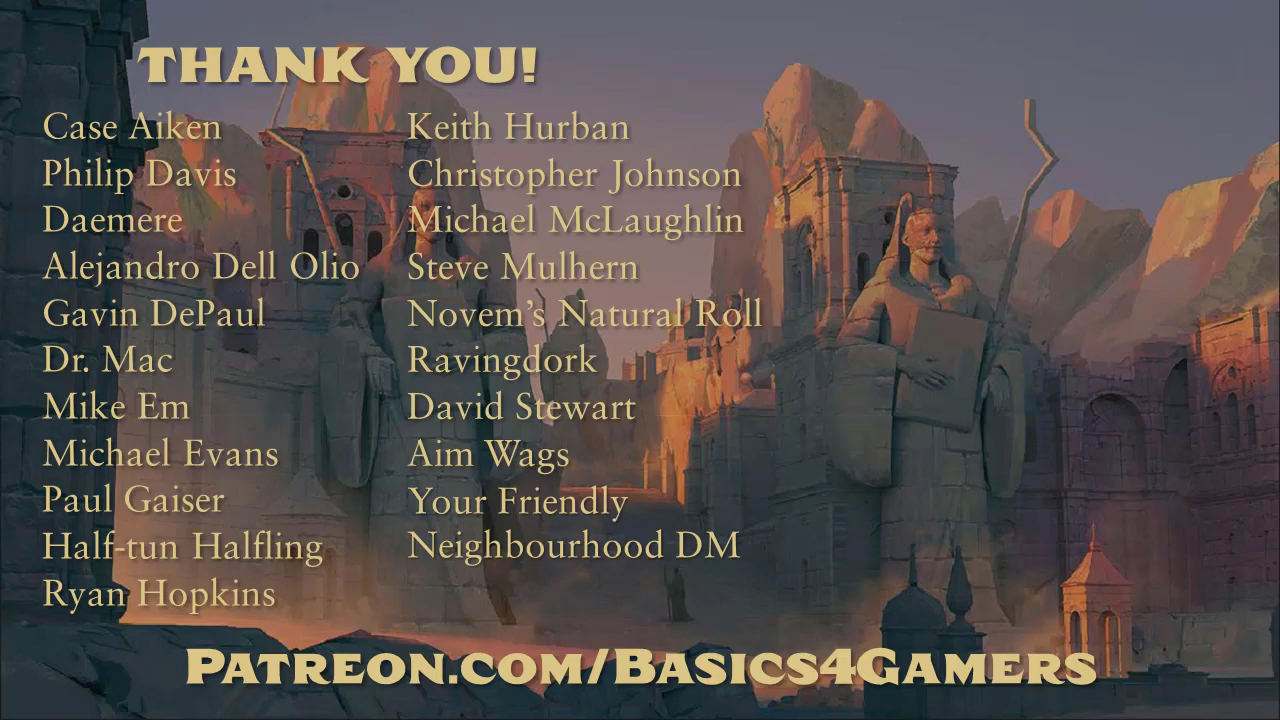 THANK YOU!
Case Aiken
Philip Davis
Daemere
Alejandro Dell Olio
Gavin DePaul
Dr. Mac
Mike Em
Michael Evans
Paul Gaiser
Half-tun Halfling
Ryan Hopkins
Keith Hurban
Christopher Johnson
Michael McLaughlin
Steve Mulhern
Novem’s Natural Roll
Ravingdork
David Stewart
Aim Wags
Your Friendly
Neighbourhood DM
Patreon.com/Basics4Gamers